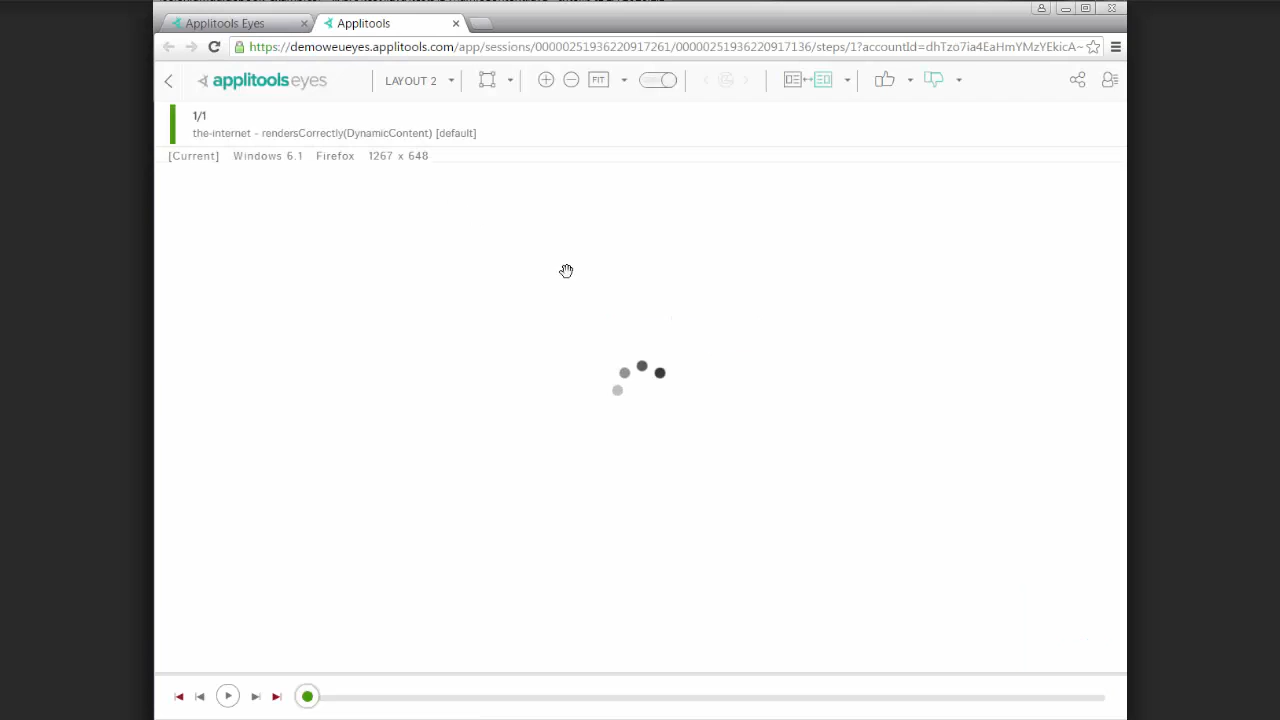 Applitools Eyes
Applitools
https://demoweueyes.applitools.com/app/sessions/00000251936220917261/00000251936220917136/steps/1?accountId=dhTzo7ia4EaHmYMzYEkicA~
applitools eyes
LAYOUT 2
FIT
1/1
the-internet - rendersCorrectly(DynamicContent) [default]
[Current] Windows 6.1 Firefox 1267 x 648